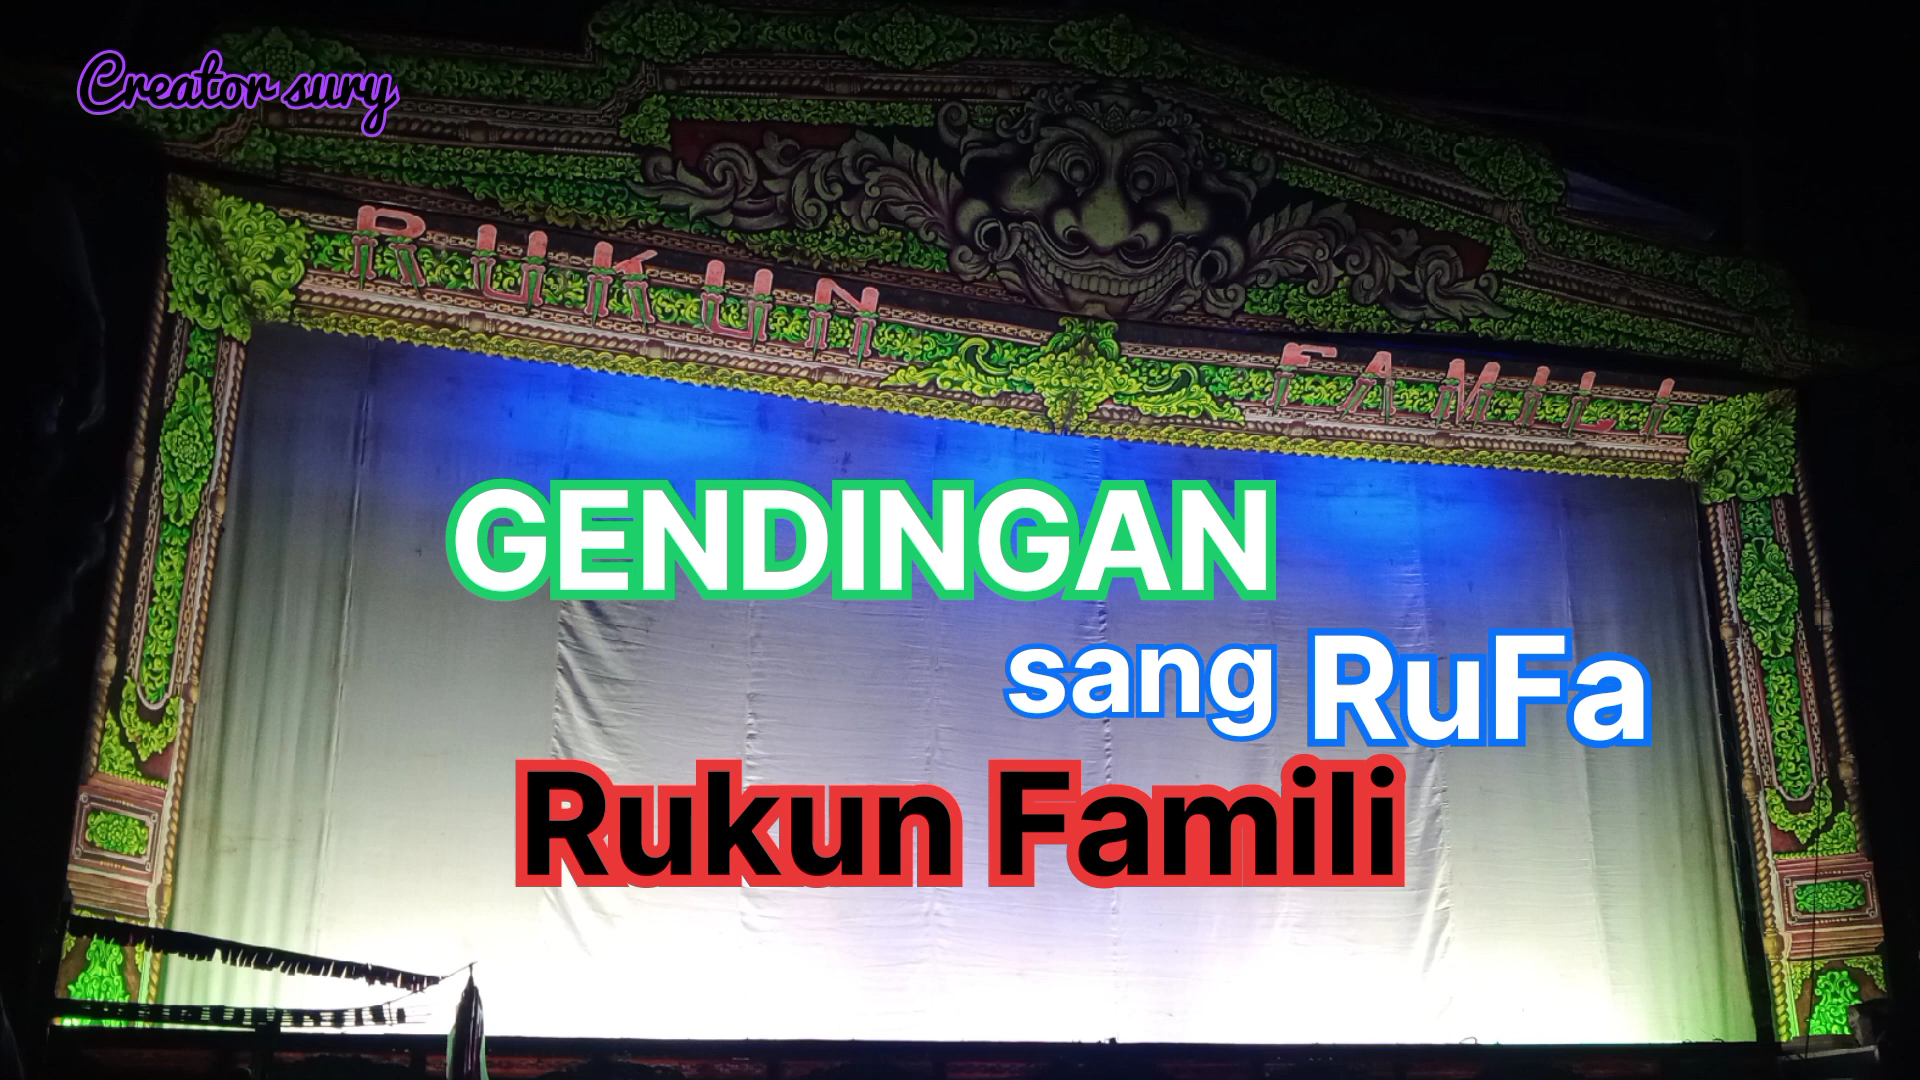 Creator sury
RUKUN FAMILI
GENDINGAN
sang RuFa
Rukun Famili